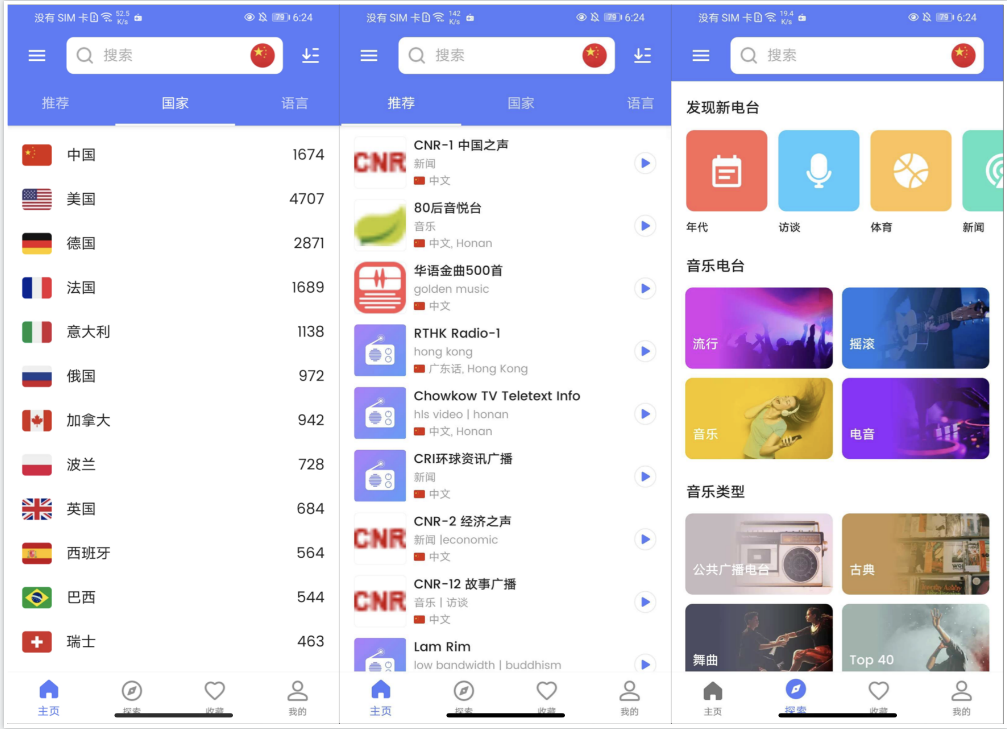 没有 SIM 卡 52.5 K/s 79 6:24
搜索
推荐 国家 语言
中国 1674
美国 4707
德国 2871
法国 1689
意大利 1138
俄国 972
加拿大 942
波兰 728
英国 684
西班牙 564
巴西 544
瑞士 463
主页 探索 收藏 我的
没有 SIM 卡 142 K/s 79 6:24
搜索
推荐 国家 语言
CNR CNR-1 中国之声
新闻
中文
80后音悦台
音乐
中文, Honan
华语金曲500首
golden music
中文
RTHK Radio-1
hong kong
广东话, Hong Kong
Chowkow TV Teletext Info
hls video | honan
中文, Honan
CRI环球资讯广播
新闻
中文
CNR CNR-2 经济之声
新闻 |economic
中文
CNR CNR-12 故事广播
音乐 | 访谈
中文
Lam Rim
low bandwidth | buddhism
主页 探索 收藏 我的
没有 SIM 卡 19.4 K/s 79 6:24
搜索
发现新电台
年代 访谈 体育 新闻
音乐电台
流行 摇滚
音乐 电音
音乐类型
公共广播电台 古典
舞曲 Top 40
主页 探索 收藏 我的